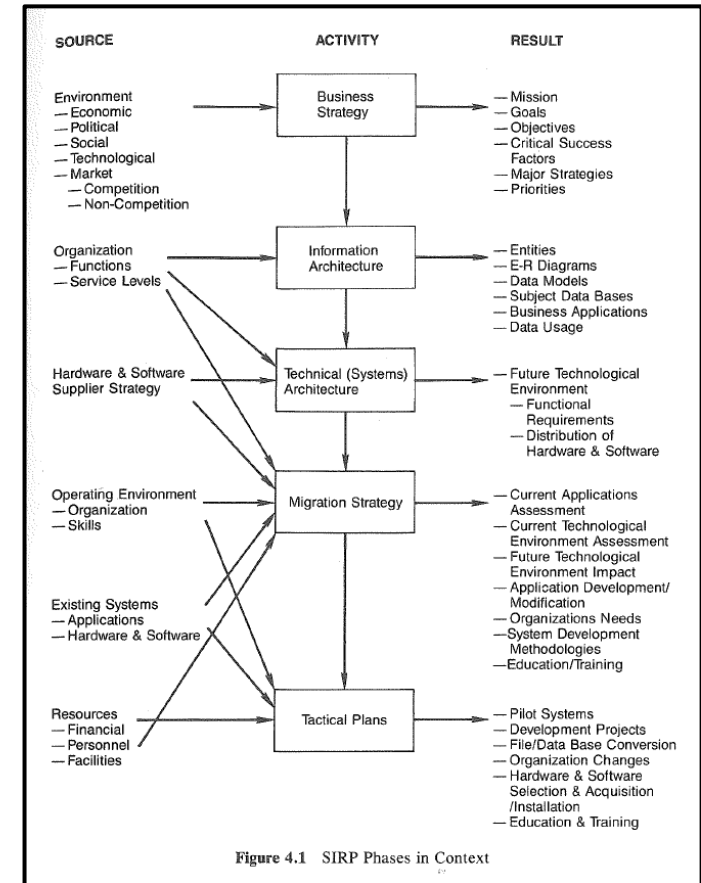 SOURCE
ACTIVITY
RESULT
Environment
— Economic
— Political
— Social
— Technological
— Market
— Competition
— Non-Competition
Business
Strategy
— Mission
— Goals
— Objectives
— Critical Success
Factors
— Major Strategies
— Priorities
Organization
— Functions
— Service Levels
Information
Architecture
— Entities
— E-R Diagrams
— Data Models
— Subject Data Bases
— Business Applications
— Data Usage
Hardware & Software
Supplier Strategy
Technical (Systems)
Architecture
— Future Technological
Environment
— Functional
Requirements
— Distribution of
Hardware & Software
Operating Environment
— Organization
— Skills
Migration Strategy
— Current Applications
Assessment
— Current Technological
Environment Assessment
— Future Technological
Environment Impact
— Application Development/
Modification
— Organizations Needs
—System Development
Methodologies
— Education/Training
Existing Systems
— Applications
— Hardware & Software
Resources
— Financial
— Personnel
— Facilities
Tactical Plans
— Pilot Systems
— Development Projects
— File/Data Base Conversion
— Organization Changes
— Hardware & Software
Selection & Acquisition
/Installation
— Education & Training
Figure 4.1 SIRP Phases in Context